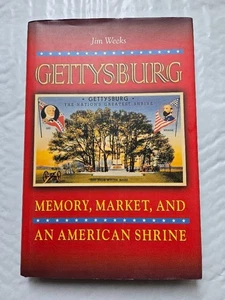 Jim Weeks
GETTYSBURG
GETTYSBURG
THE NATION'S GREATEST SHRINE
MEMORY, MARKET, AND
AN AMERICAN SHRINE